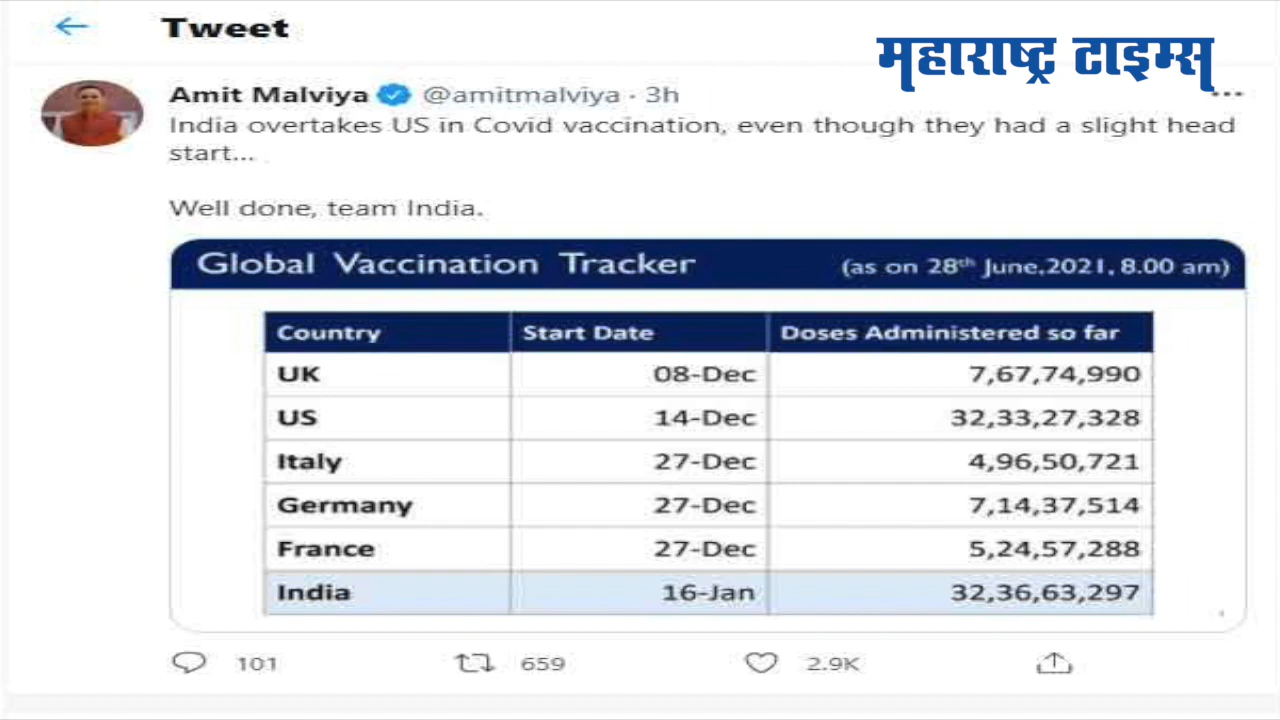 Tweet
महाराष्ट्र टाइम्स
Amit Malviya @amitmalviya · 3h
India overtakes US in Covid vaccination, even though they had a slight head
start...
Well done, team India.
Global Vaccination Tracker (as on 28th June,2021, 8.00 am)
Country Start Date Doses Administered so far
UK 08-Dec 7,67,74,990
US 14-Dec 32,33,27,328
Italy 27-Dec 4,96,50,721
Germany 27-Dec 7,14,37,514
France 27-Dec 5,24,57,288
India 16-Jan 32,36,63,297
101 659 2.9K